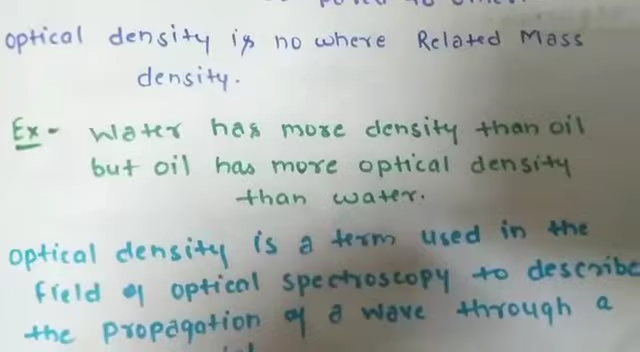 optical density is no where Related Mass
density.
Ex- Water has more density than oil
but oil has more optical density
than water.
optical density is a term used in the
field of optical spectroscopy to describe
the propagation of a wave through a